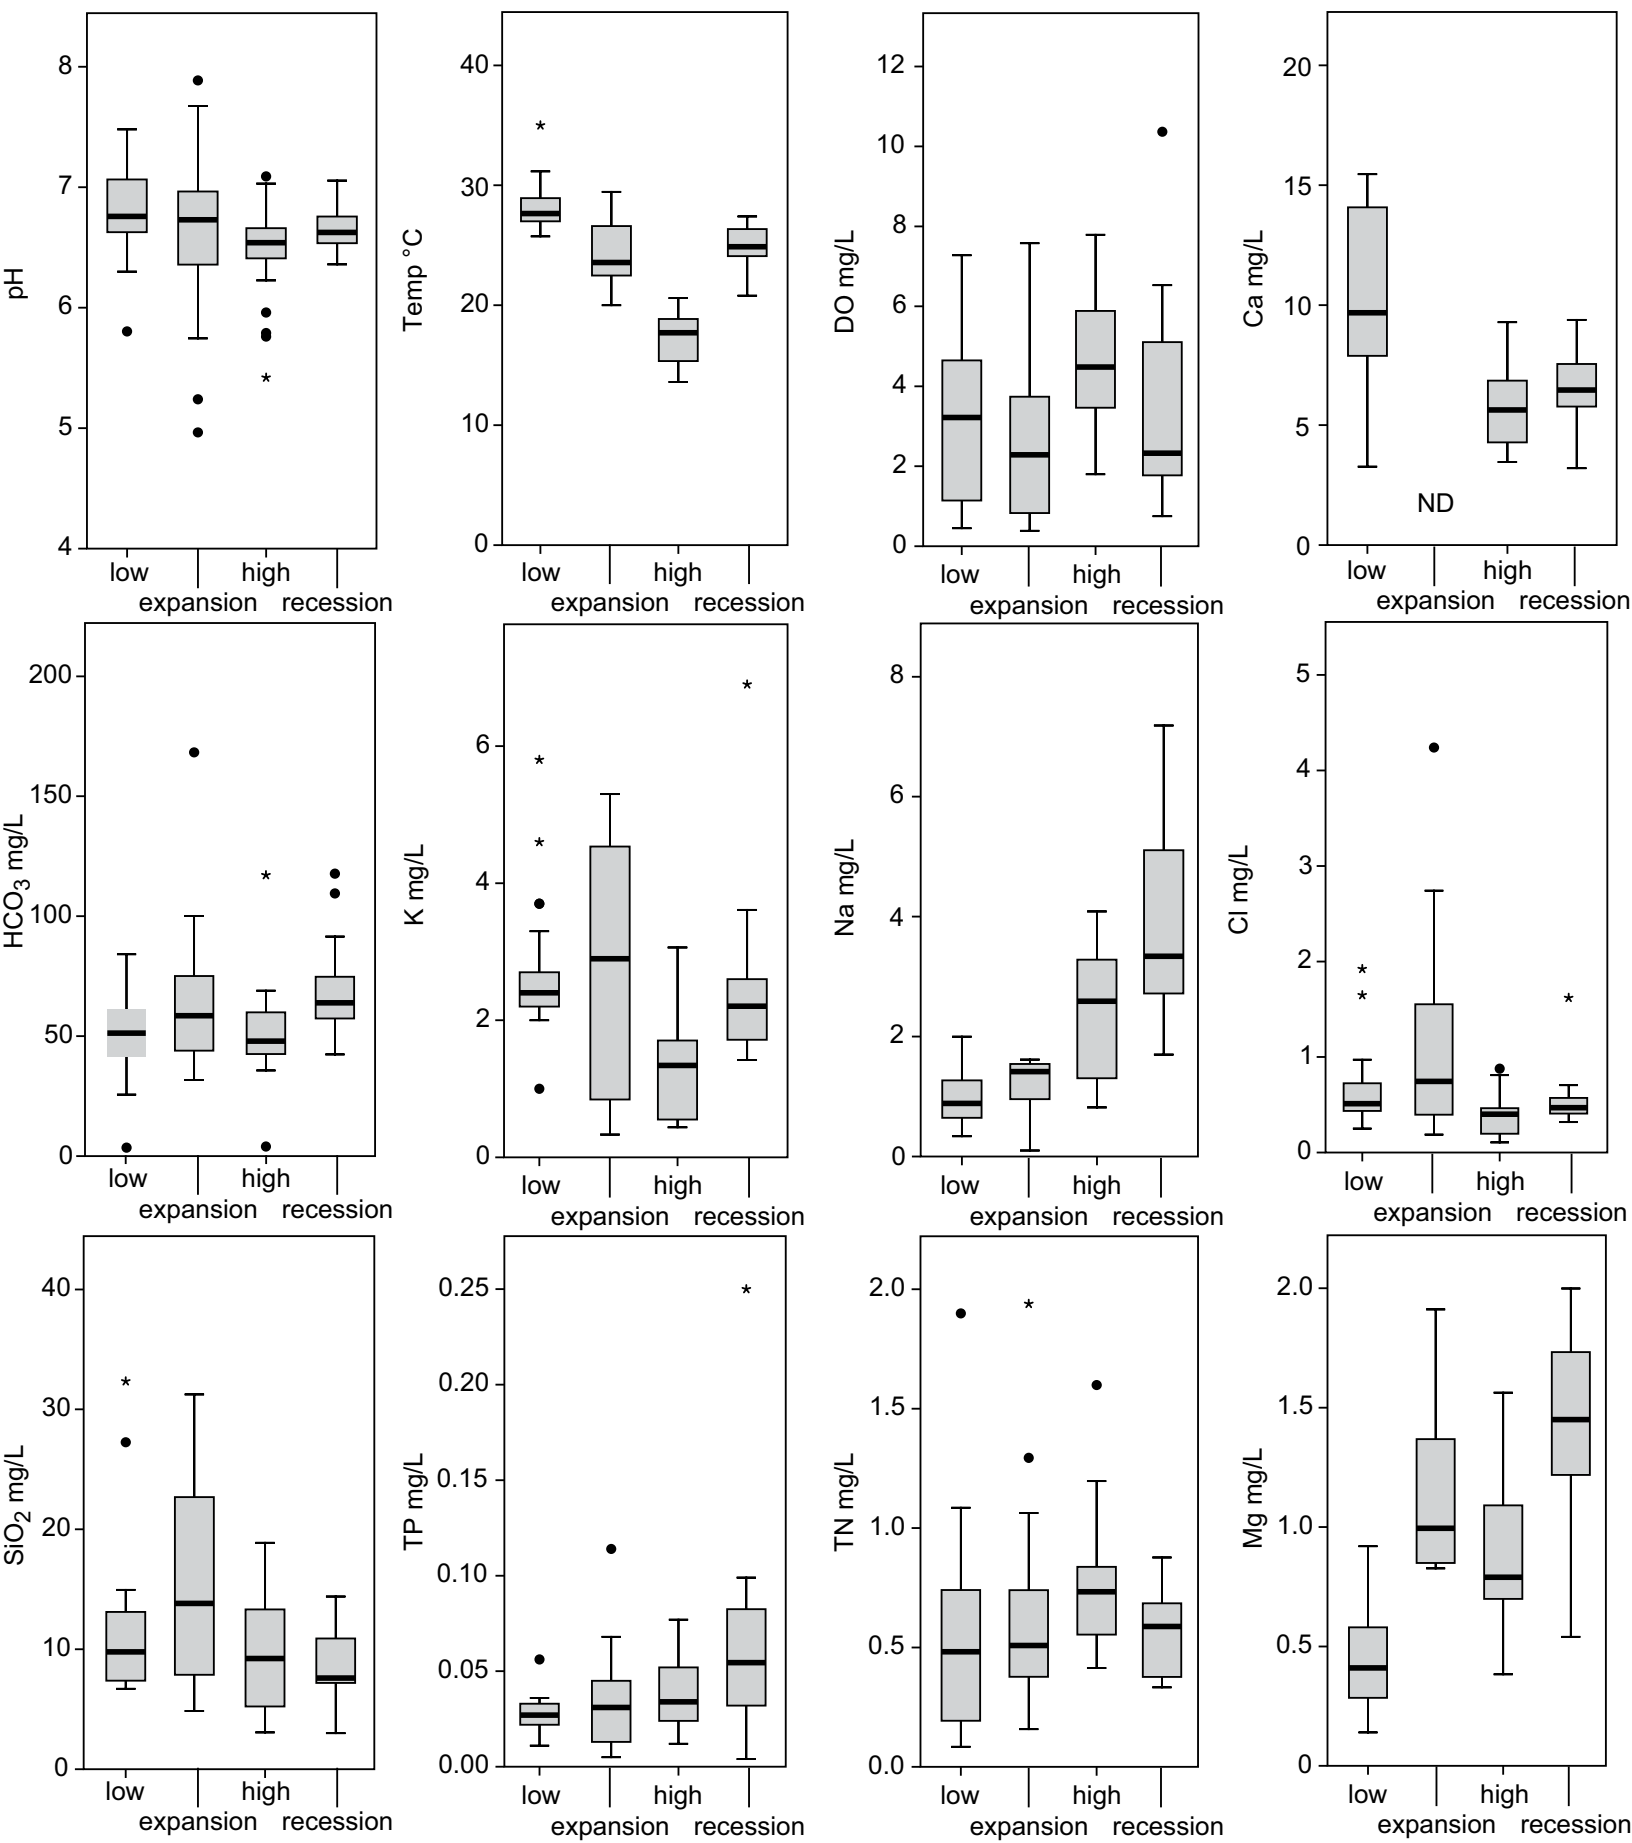 pH
8
7
6
5
4
low
expansion
high
recession
Temp °C
40
30
20
10
0
low
expansion
high
recession
DO mg/L
12
10
8
6
4
2
0
low
expansion
high
recession
Ca mg/L
20
15
10
5
0
ND
low
expansion
high
recession
HCO3 mg/L
200
150
100
50
0
low
expansion
high
recession
K mg/L
6
4
2
0
low
expansion
high
recession
Na mg/L
8
6
4
2
0
low
expansion
high
recession
Cl mg/L
5
4
3
2
1
0
low
expansion
high
recession
SiO2 mg/L
40
30
20
10
0
low
expansion
high
recession
TP mg/L
0.25
0.20
0.15
0.10
0.05
0.00
low
expansion
high
recession
TN mg/L
2.0
1.5
1.0
0.5
0.0
low
expansion
high
recession
Mg mg/L
2.0
1.5
1.0
0.5
0
low
expansion
high
recession